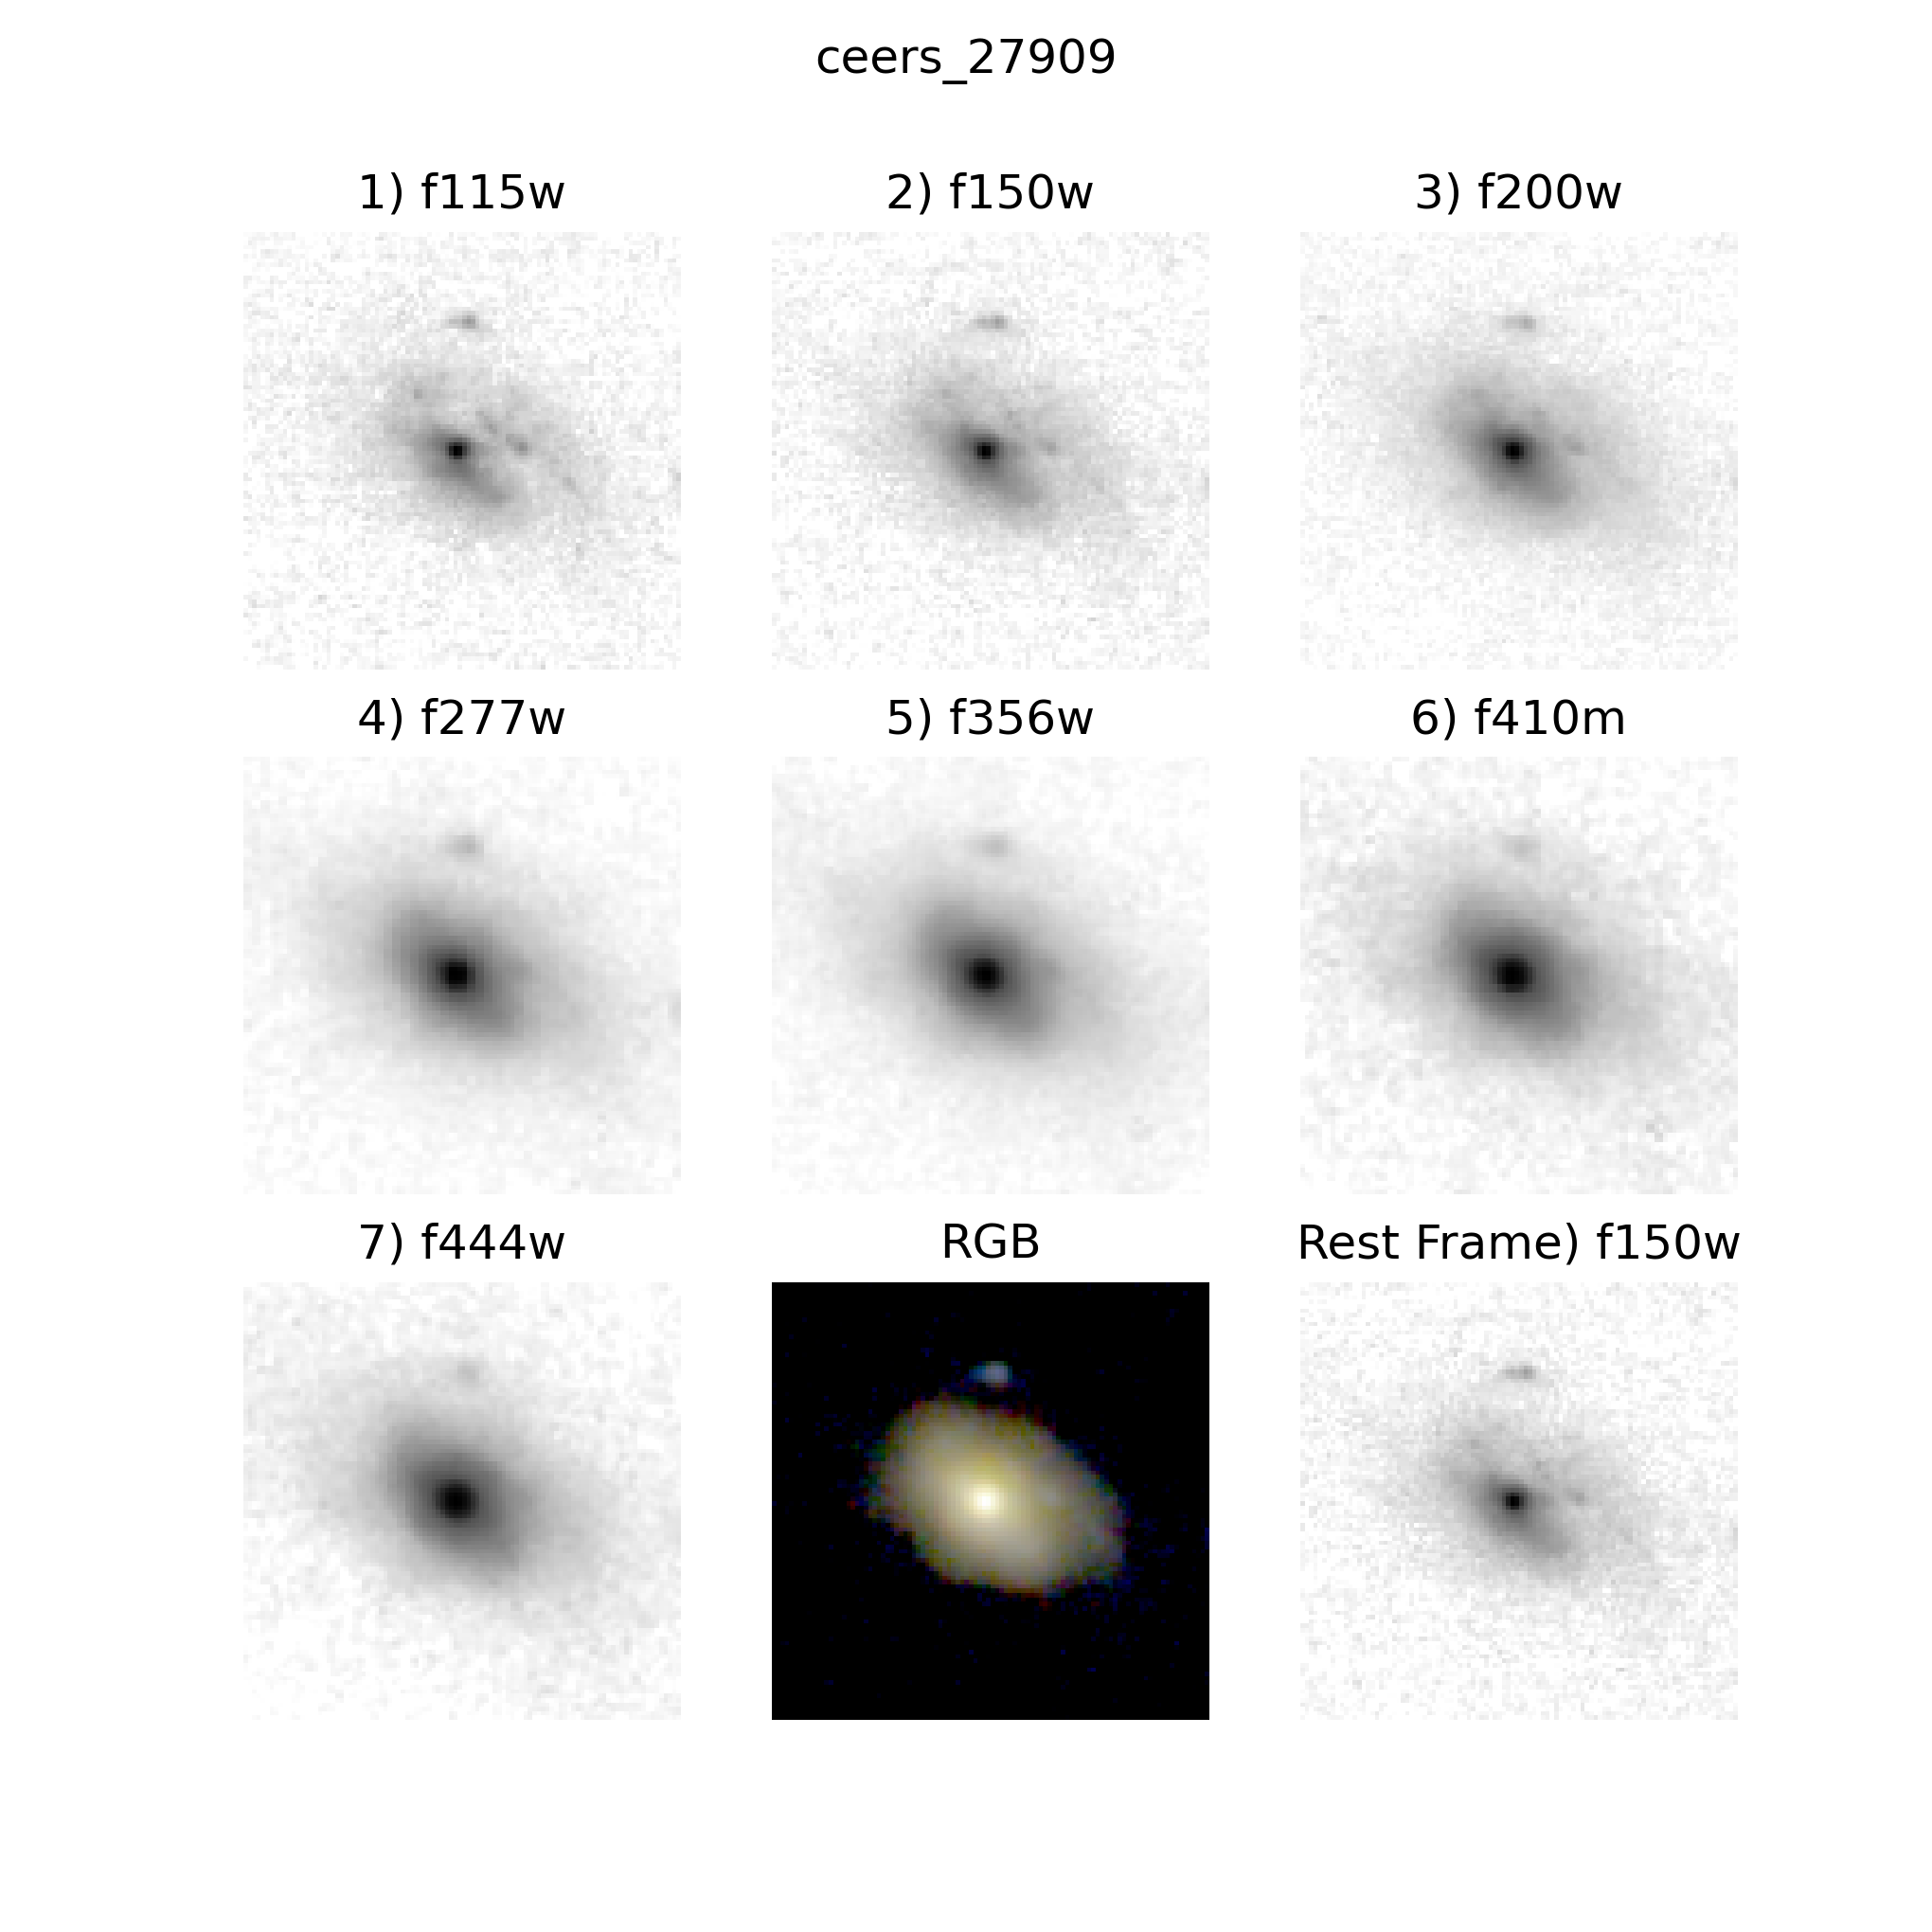 ceers_27909
1) f115w
2) f150w
3) f200w
4) f277w
5) f356w
6) f410m
7) f444w
RGB
Rest Frame) f150w